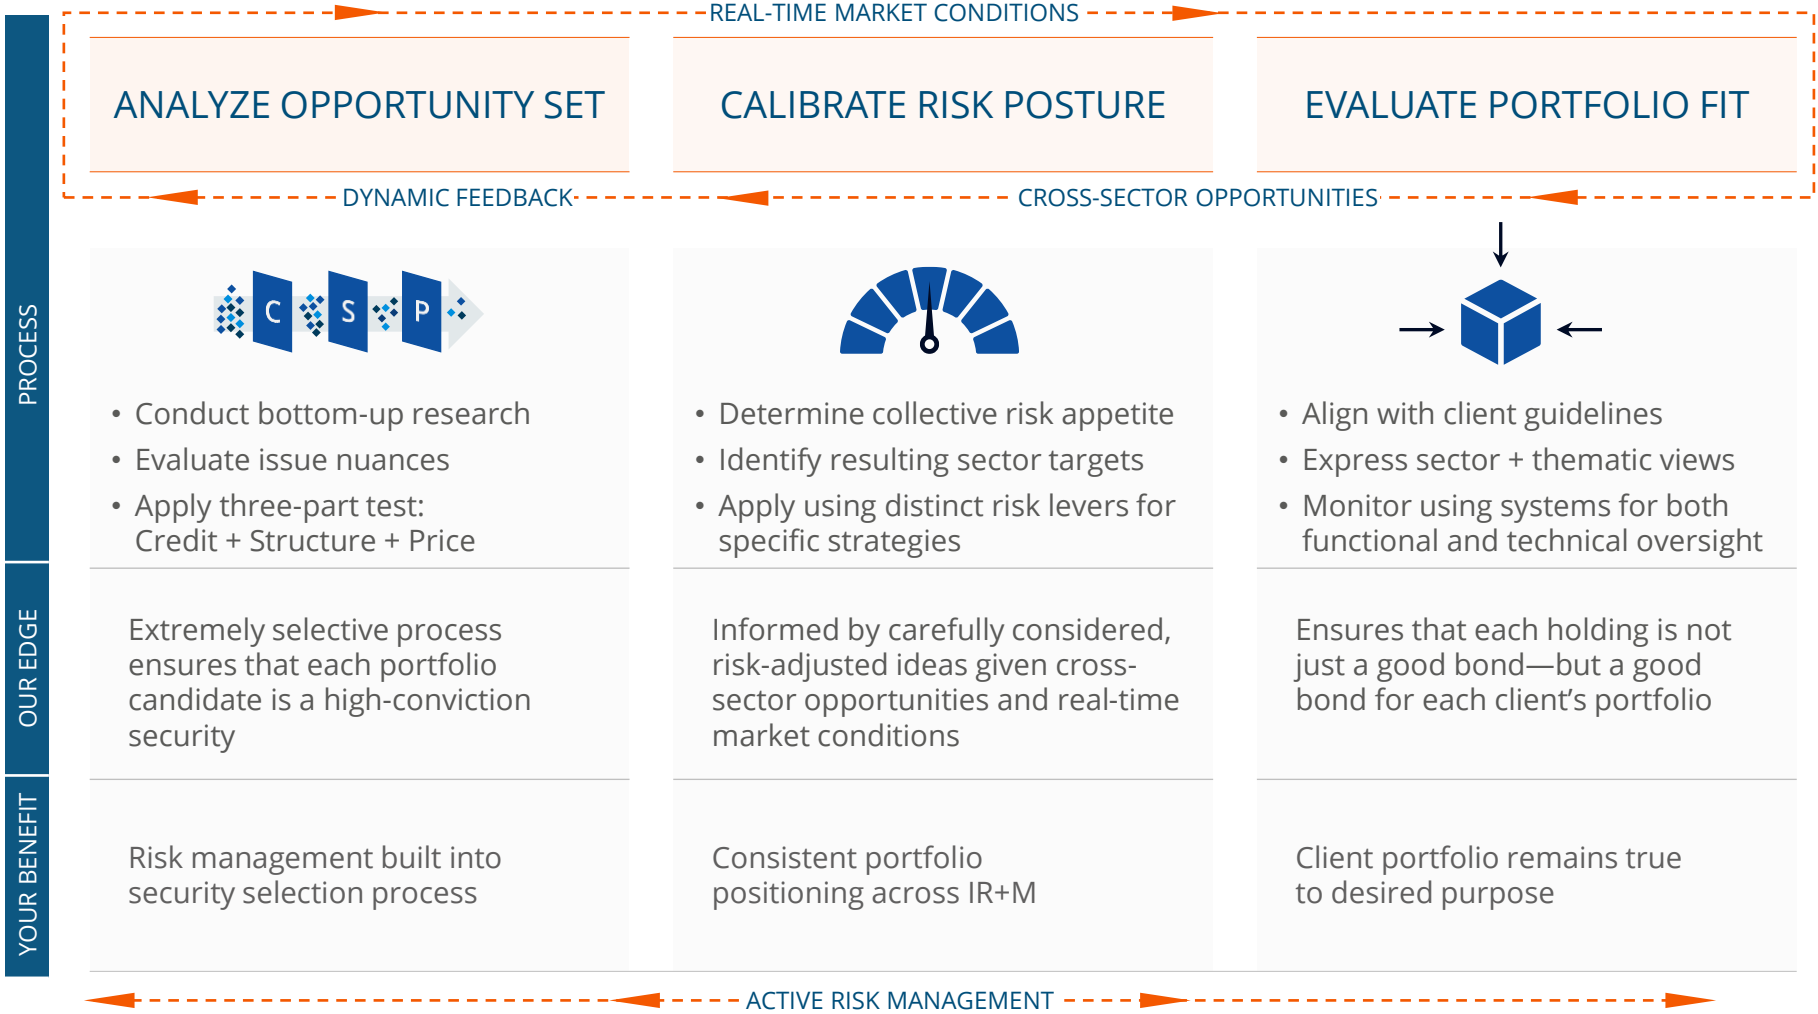 REAL-TIME MARKET CONDITIONS
ANALYZE OPPORTUNITY SET
CALIBRATE RISK POSTURE
EVALUATE PORTFOLIO FIT
DYNAMIC FEEDBACK
CROSS-SECTOR OPPORTUNITIES
PROCESS
C S P
• Conduct bottom-up research
• Evaluate issue nuances
• Apply three-part test:
Credit + Structure + Price
• Determine collective risk appetite
• Identify resulting sector targets
• Apply using distinct risk levers for
specific strategies
• Align with client guidelines
• Express sector + thematic views
• Monitor using systems for both
functional and technical oversight
OUR EDGE
Extremely selective process
ensures that each portfolio
candidate is a high-conviction
security
Informed by carefully considered,
risk-adjusted ideas given cross-
sector opportunities and real-time
market conditions
Ensures that each holding is not
just a good bond—but a good
bond for each client’s portfolio
YOUR BENEFIT
Risk management built into
security selection process
Consistent portfolio
positioning across IR+M
Client portfolio remains true
to desired purpose
ACTIVE RISK MANAGEMENT